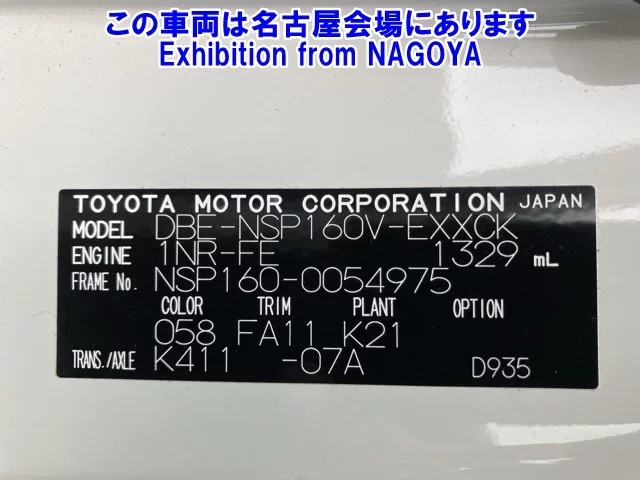 この車両は名古屋会場にあります
Exhibition from NAGOYA
TOYOTA MOTOR CORPORATION JAPAN
MODEL DBE-NSP160V-EXXCK
ENGINE 1NR-FE 1329 mL
FRAME No. NSP160-0054975
COLOR TRIM PLANT OPTION
058 FA11 K21
TRANS./AXLE K411 -07A D935